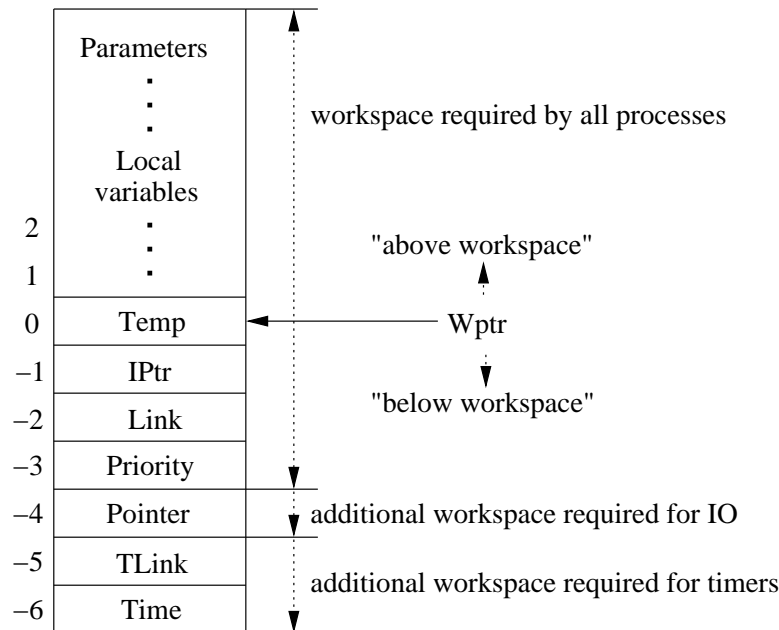 Parameters
workspace required by all processes
Local
variables
2
"above workspace"
1
0 Temp Wptr
−1 IPtr
"below workspace"
−2 Link
−3 Priority
−4 Pointer additional workspace required for IO
−5 TLink
additional workspace required for timers
−6 Time